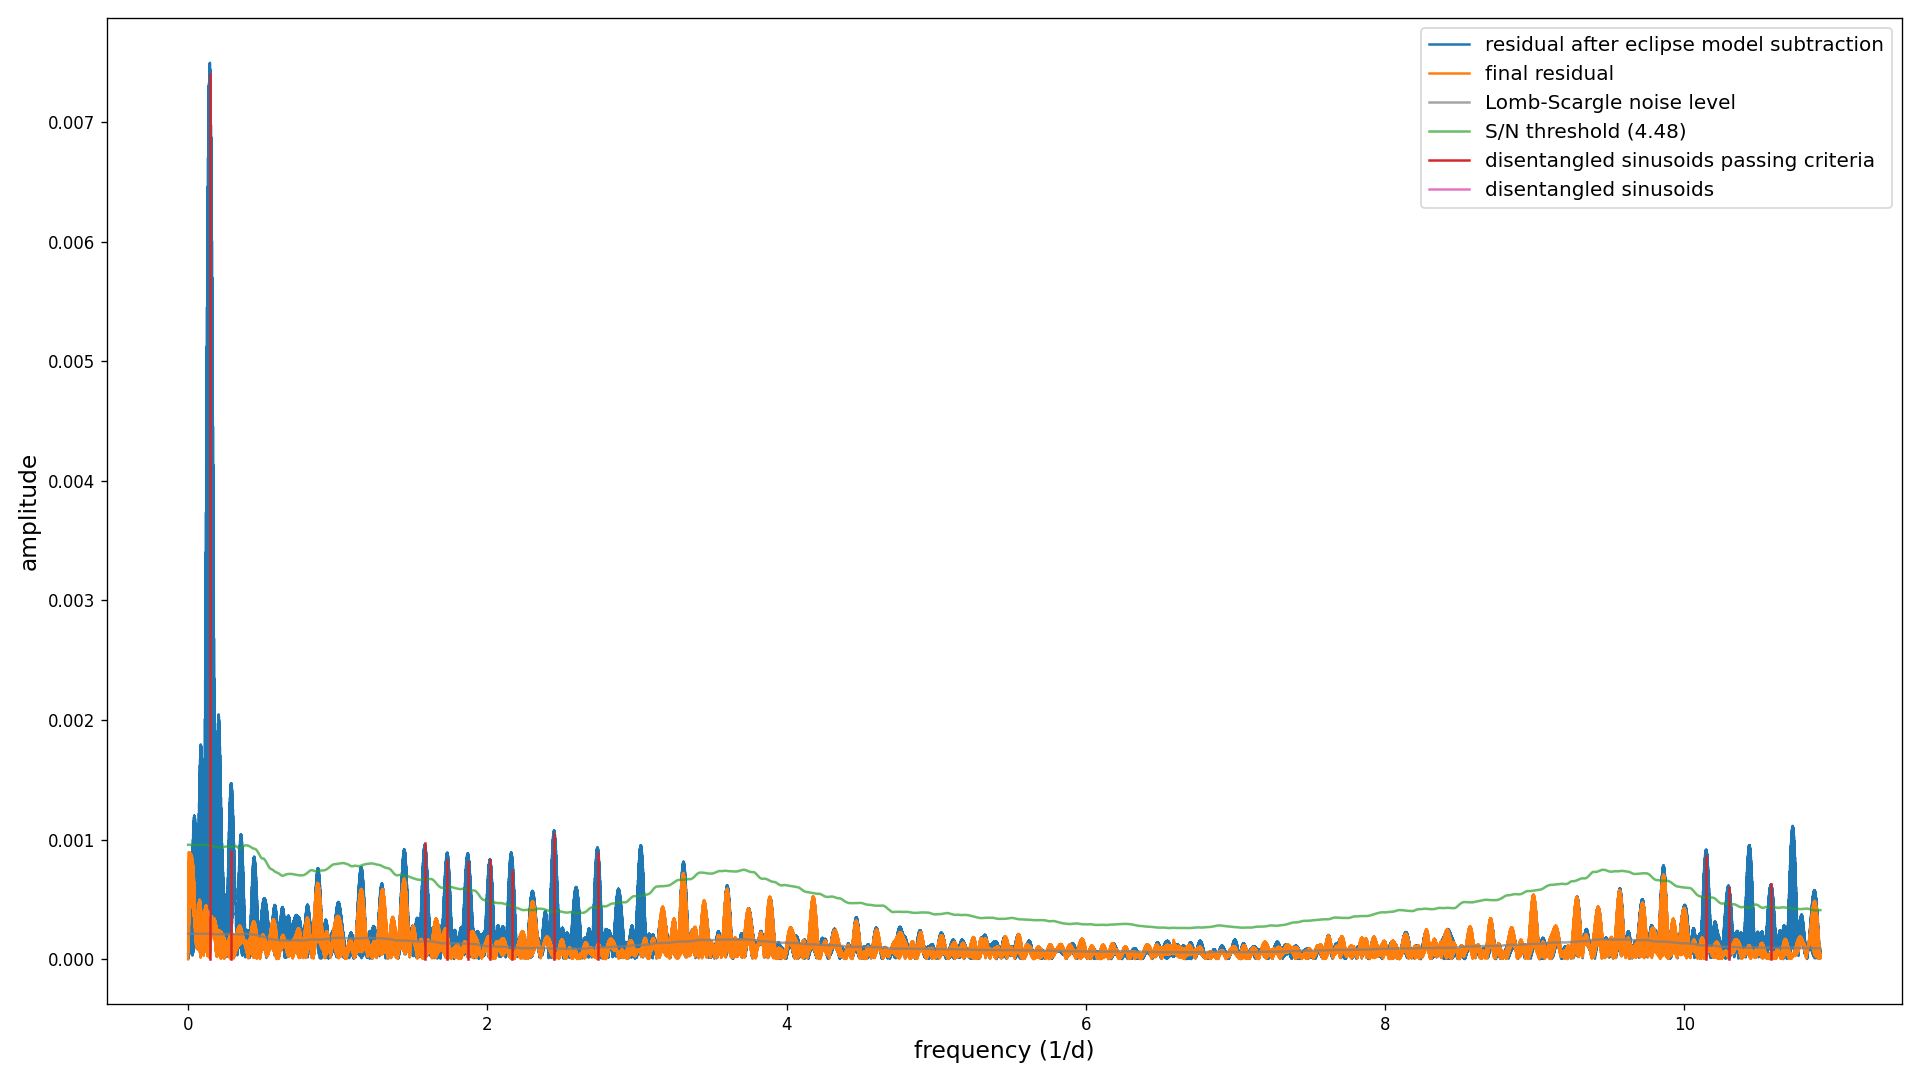 residual after eclipse model subtraction
final residual
Lomb-Scargle noise level
S/N threshold (4.48)
disentangled sinusoids passing criteria
disentangled sinusoids
amplitude
0.007
0.006
0.005
0.004
0.003
0.002
0.001
0.000
0 2 4 6 8 10
frequency (1/d)